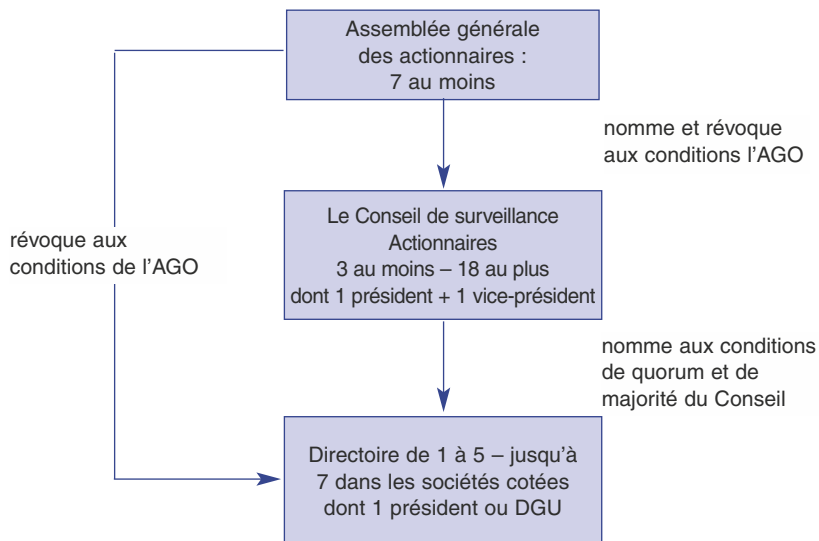 Assemblée générale
des actionnaires :
7 au moins
nomme et révoque
aux conditions l’AGO
Le Conseil de surveillance
Actionnaires
3 au moins – 18 au plus
dont 1 président + 1 vice-président
révoque aux
conditions de l’AGO
nomme aux conditions
de quorum et de
majorité du Conseil
Directoire de 1 à 5 – jusqu’à
7 dans les sociétés cotées
dont 1 président ou DGU